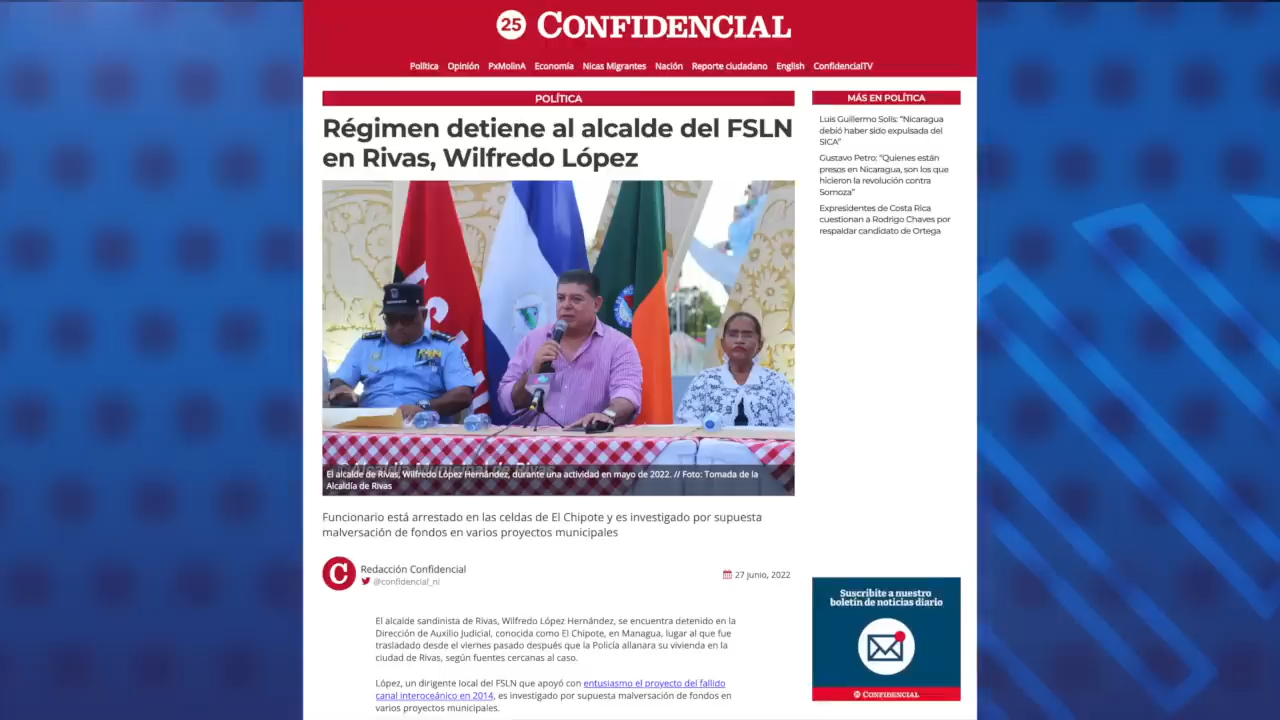 25 CONFIDENCIAL
Política Opinión PxMolinA Economía Nicas Migrantes Nación Reporte ciudadano English ConfidencialTV
POLÍTICA
Régimen detiene al alcalde del FSLN
en Rivas, Wilfredo López
El alcalde de Rivas, Wilfredo López Hernández, durante una actividad en mayo de 2022. // Foto: Tomada de la
Alcaldía de Rivas
Funcionario está arrestado en las celdas de El Chipote y es investigado por supuesta
malversación de fondos en varios proyectos municipales
C
Redacción Confidencial
@confidencial_ni
27 junio, 2022
El alcalde sandinista de Rivas, Wilfredo López Hernández, se encuentra detenido en la
Dirección de Auxilio Judicial, conocida como El Chipote, en Managua, lugar al que fue
trasladado desde el viernes pasado después que la Policía allanara su vivienda en la
ciudad de Rivas, según fuentes cercanas al caso.
López, un dirigente local del FSLN que apoyó con entusiasmo el proyecto del fallido
canal interoceánico en 2014, es investigado por supuesta malversación de fondos en
varios proyectos municipales.
MÁS EN POLÍTICA
Luis Guillermo Solís: “Nicaragua
debió haber sido expulsada del
SICA”
Gustavo Petro: “Quienes están
presos en Nicaragua, son los que
hicieron la revolución contra
Somoza”
Expresidentes de Costa Rica
cuestionan a Rodrigo Chaves por
respaldar candidato de Ortega
Suscribite a nuestro
boletín de noticias diario
CONFIDENCIAL